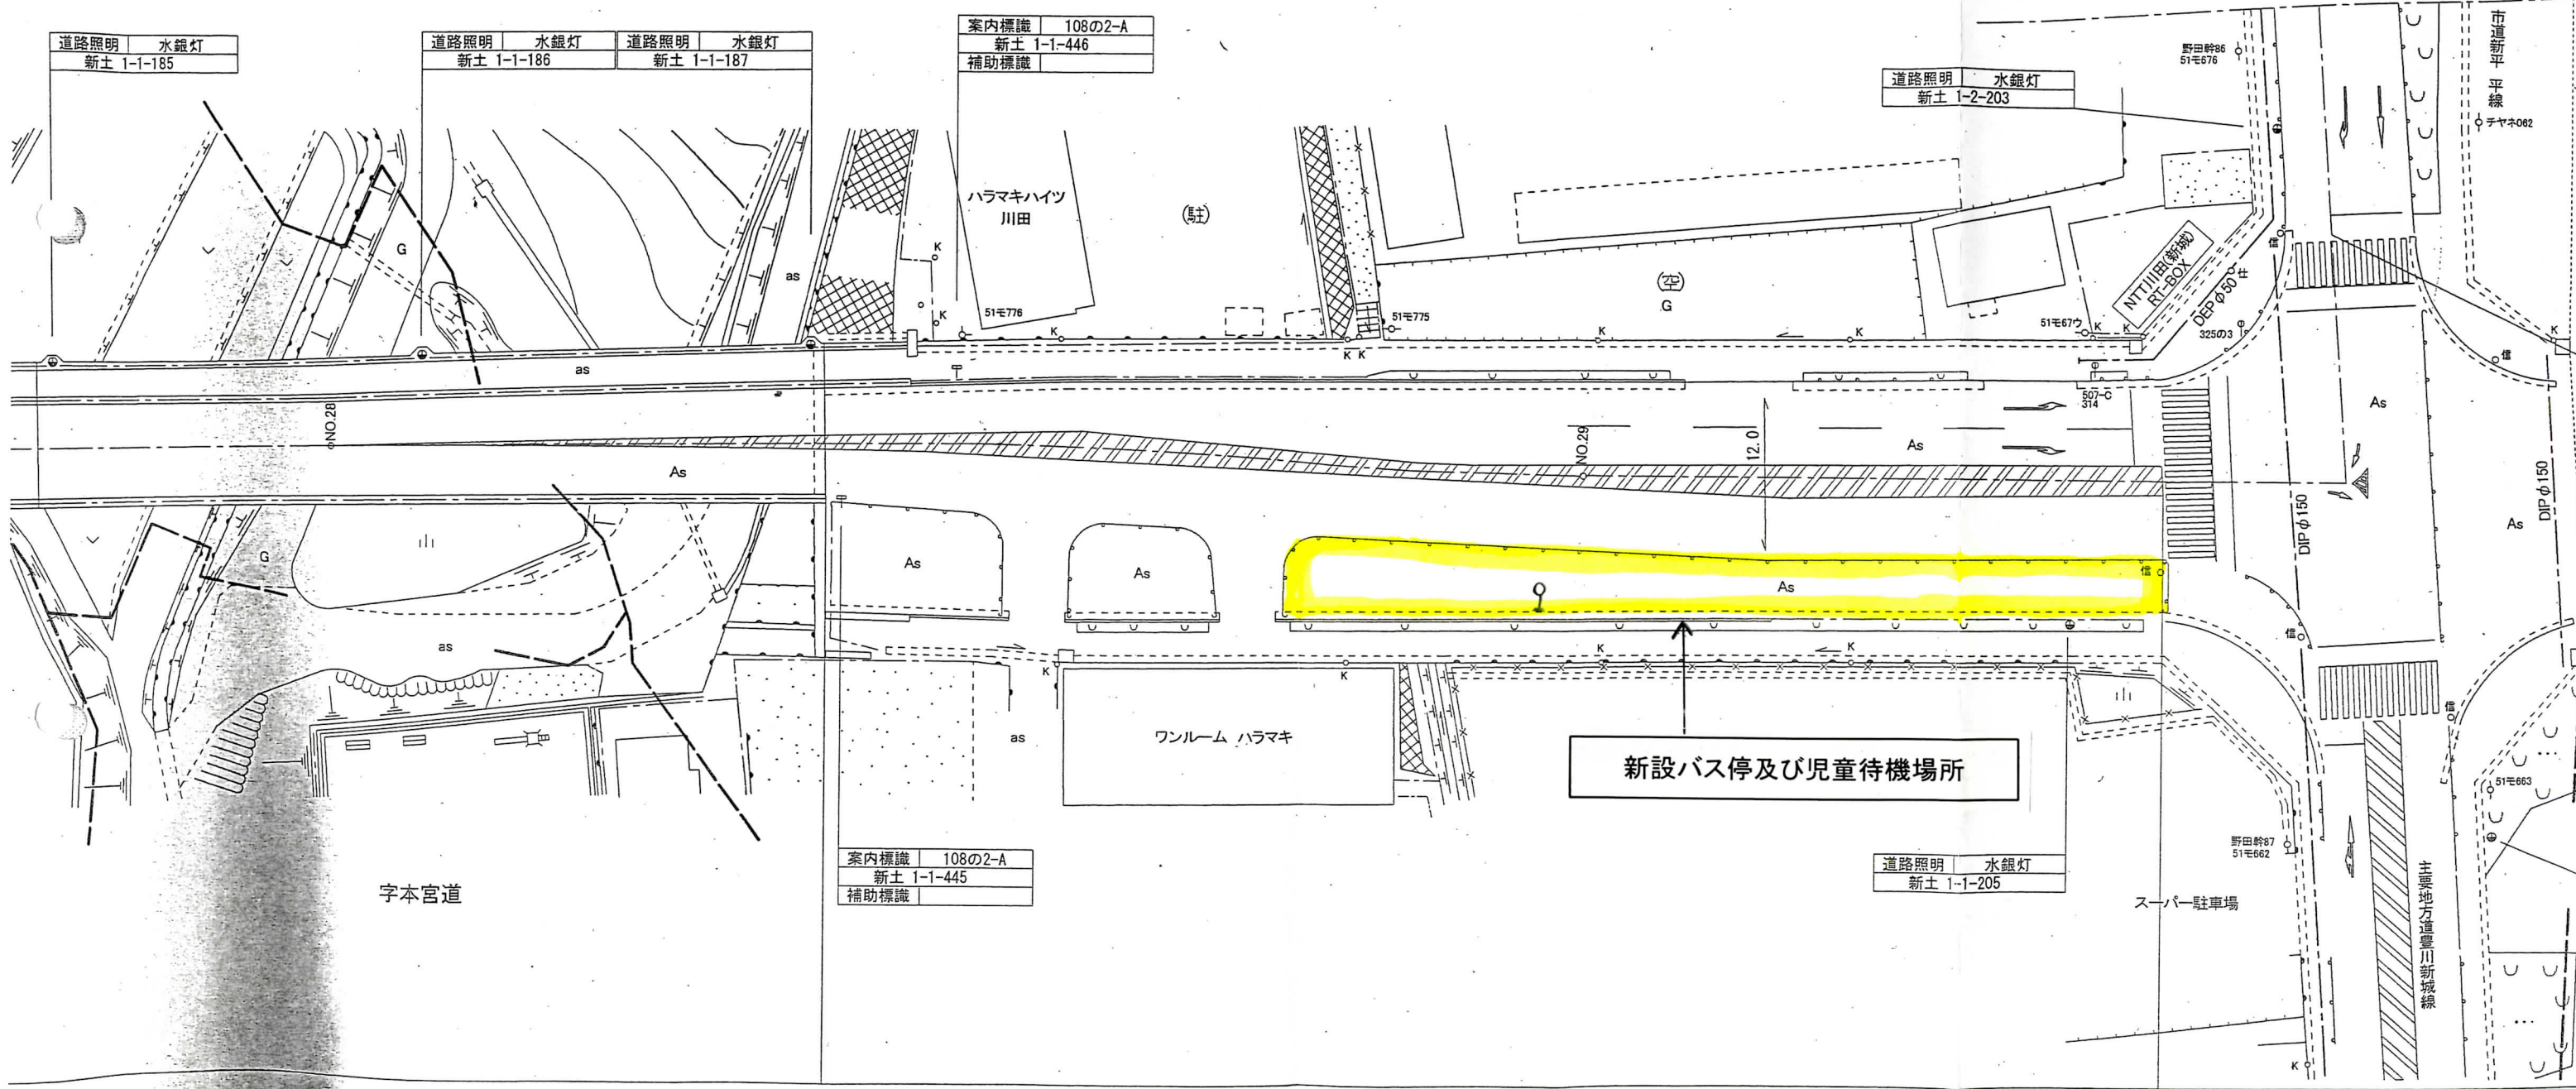 道路照明 水銀灯
新土 1-1-185
道路照明 水銀灯
新土 1-1-186
道路照明 水銀灯
新土 1-1-187
案内標識 108の2-A
新土 1-1-446
補助標識
道路照明 水銀灯
新土 1-2-203
野田幹86
51モ676
市道新平 平線
チヤネ062
ハラマキハイツ
川田
(駐)
(空)
G
NTT川田(新城)
RT-BOX
DEPφ50
仕
信
325の3
信
G
as
K
K
51モ776
K
51モ775
K K
K
K
51モ67ウ
K K
K
as
NO.28
507-C
314
As
As
12.0
NO.29
As
As
DIPφ150
DIPφ150
As
G
As
As
As
信
信
as
K
K
K
K
信
as
ワンルーム ハラマキ
新設バス停及び児童待機場所
51モ663
野田幹87
51モ662
案内標識 108の2-A
新土 1-1-445
補助標識
道路照明 水銀灯
新土 1-1-205
字本宮道
スーパー駐車場
主要地方道豊川新城線
K